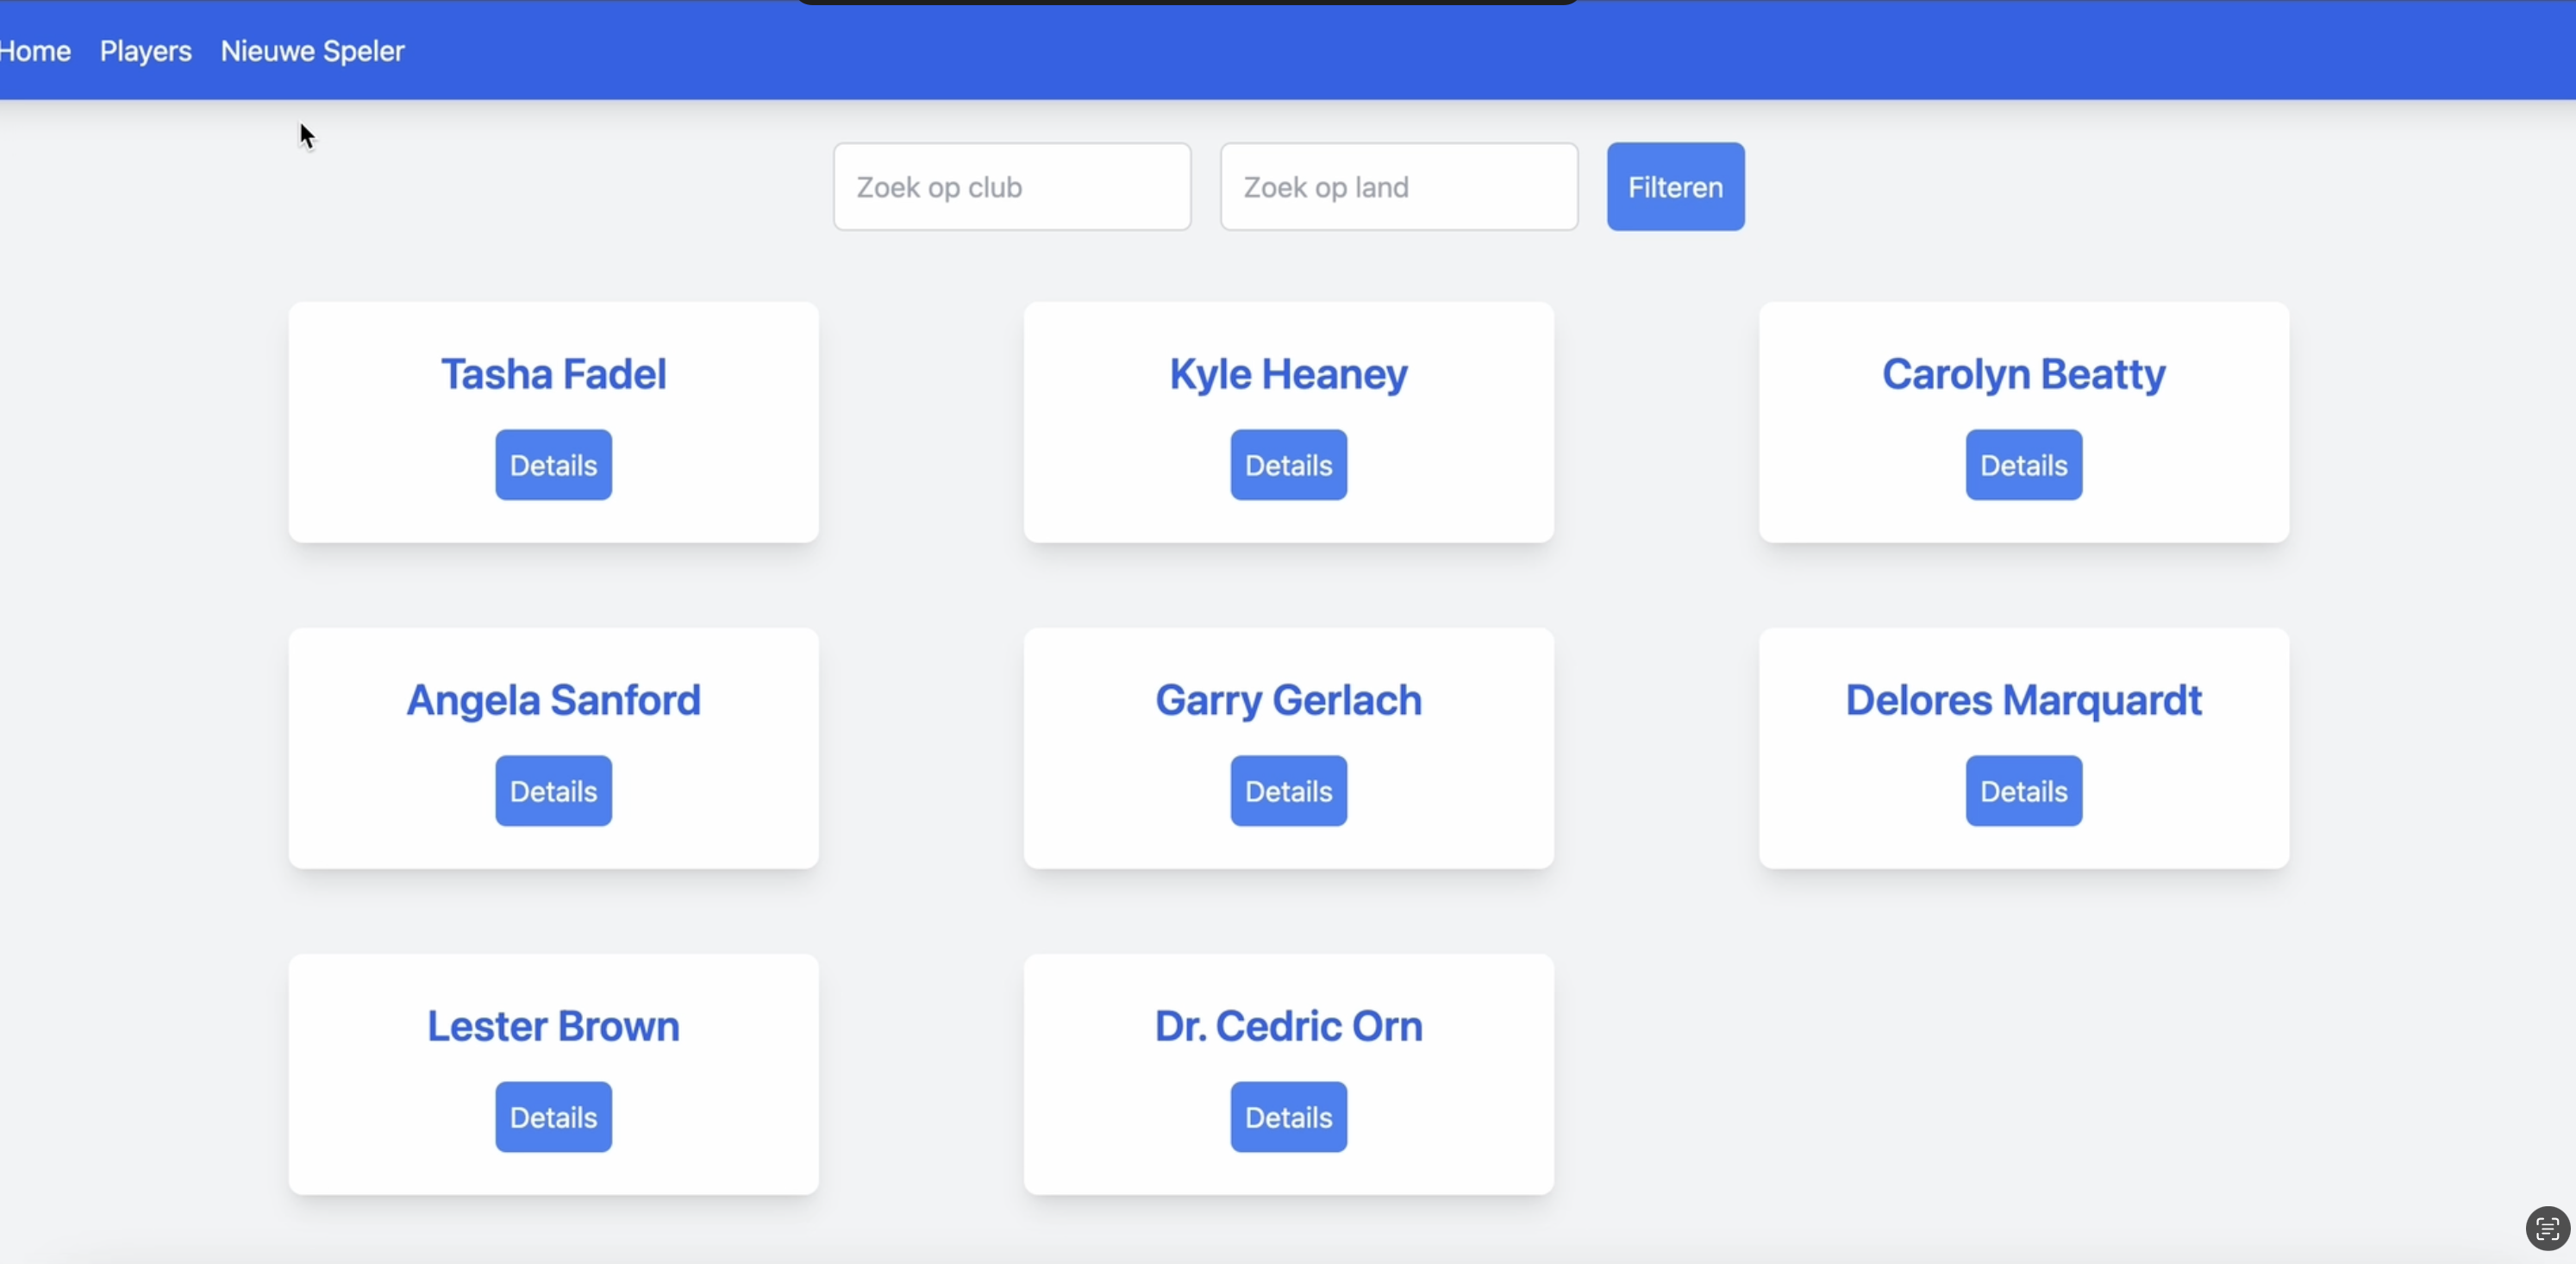 Home Players Nieuwe Speler
Zoek op club Zoek op land Filteren
Tasha Fadel Kyle Heaney Carolyn Beatty
Details Details Details
Angela Sanford Garry Gerlach Delores Marquardt
Details Details Details
Lester Brown Dr. Cedric Orn
Details Details